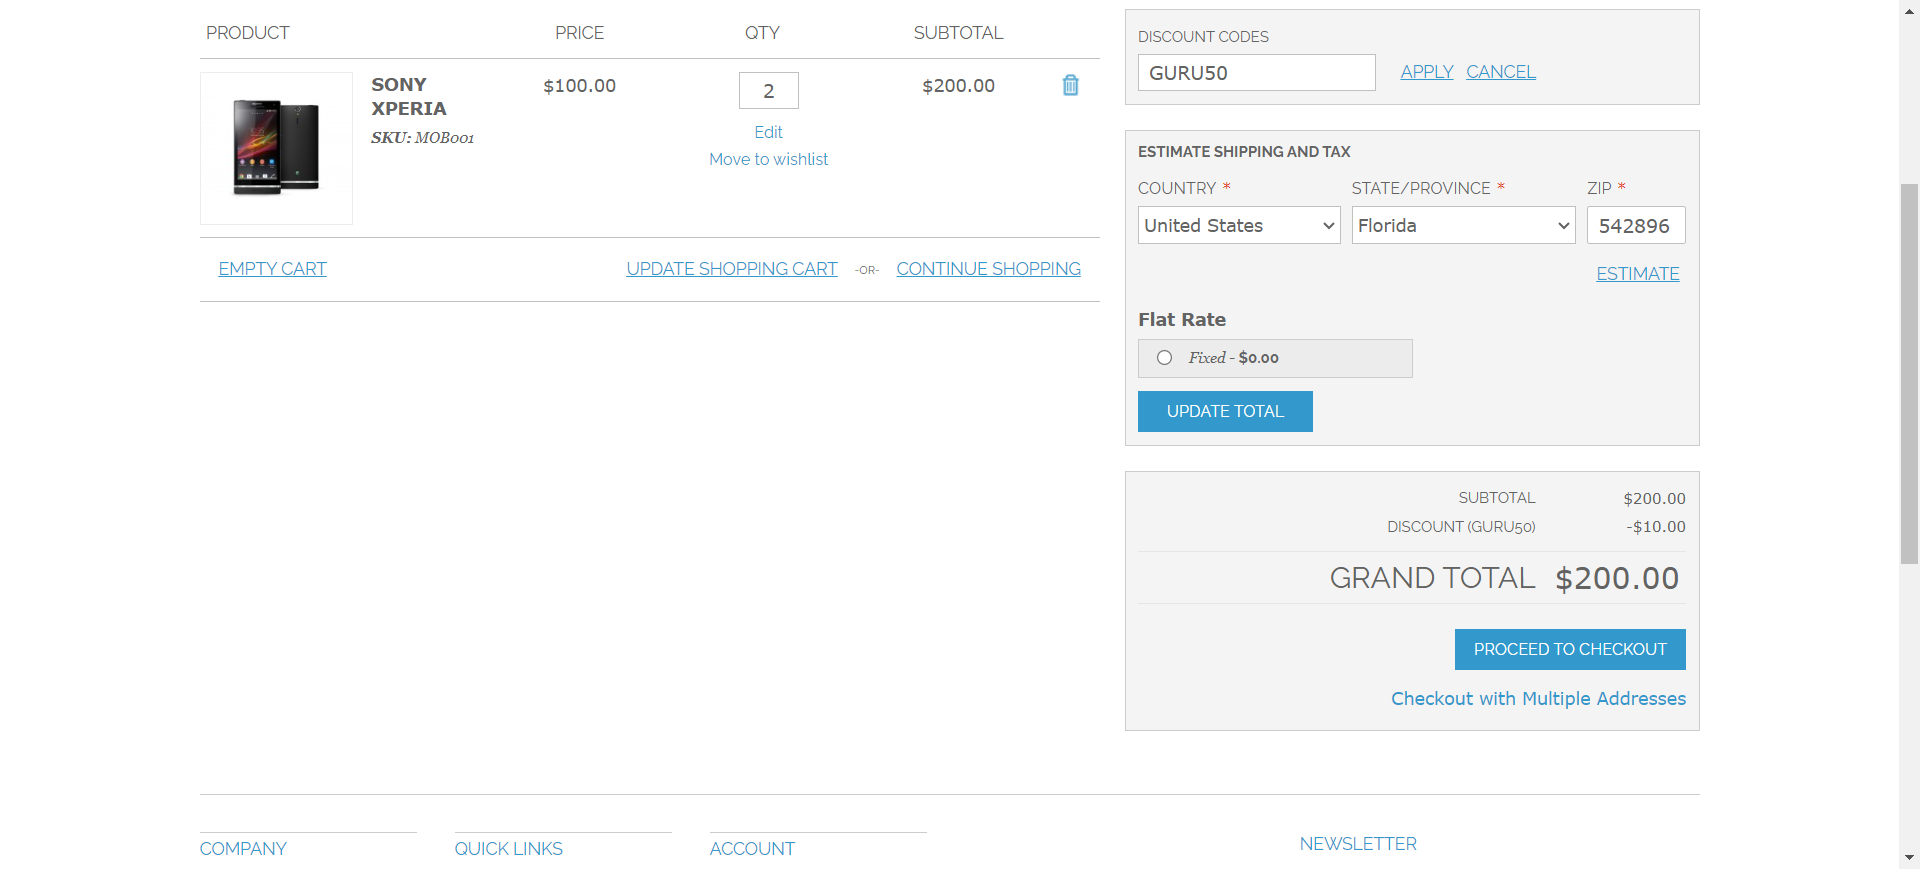 PRODUCT PRICE QTY SUBTOTAL
SONY
XPERIA
SKU: MOB001
$100.00
2
Edit
Move to wishlist
$200.00
EMPTY CART
UPDATE SHOPPING CART -OR- CONTINUE SHOPPING
DISCOUNT CODES
GURU50 APPLY CANCEL
ESTIMATE SHIPPING AND TAX
COUNTRY * STATE/PROVINCE * ZIP *
United States Florida 542896
ESTIMATE
Flat Rate
Fixed - $0.00
UPDATE TOTAL
SUBTOTAL $200.00
DISCOUNT (GURU50) -$10.00
GRAND TOTAL $200.00
PROCEED TO CHECKOUT
Checkout with Multiple Addresses
COMPANY QUICK LINKS ACCOUNT NEWSLETTER